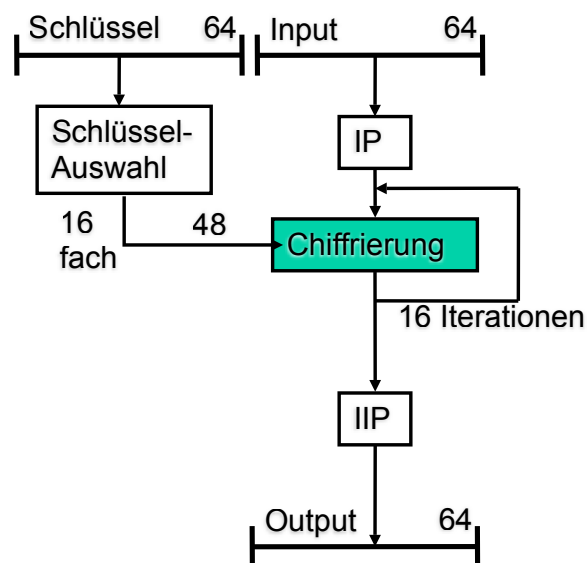 Schlüssel 64
Input 64
Schlüssel-
Auswahl
IP
16
fach
48
Chiffrierung
16 Iterationen
IIP
Output 64